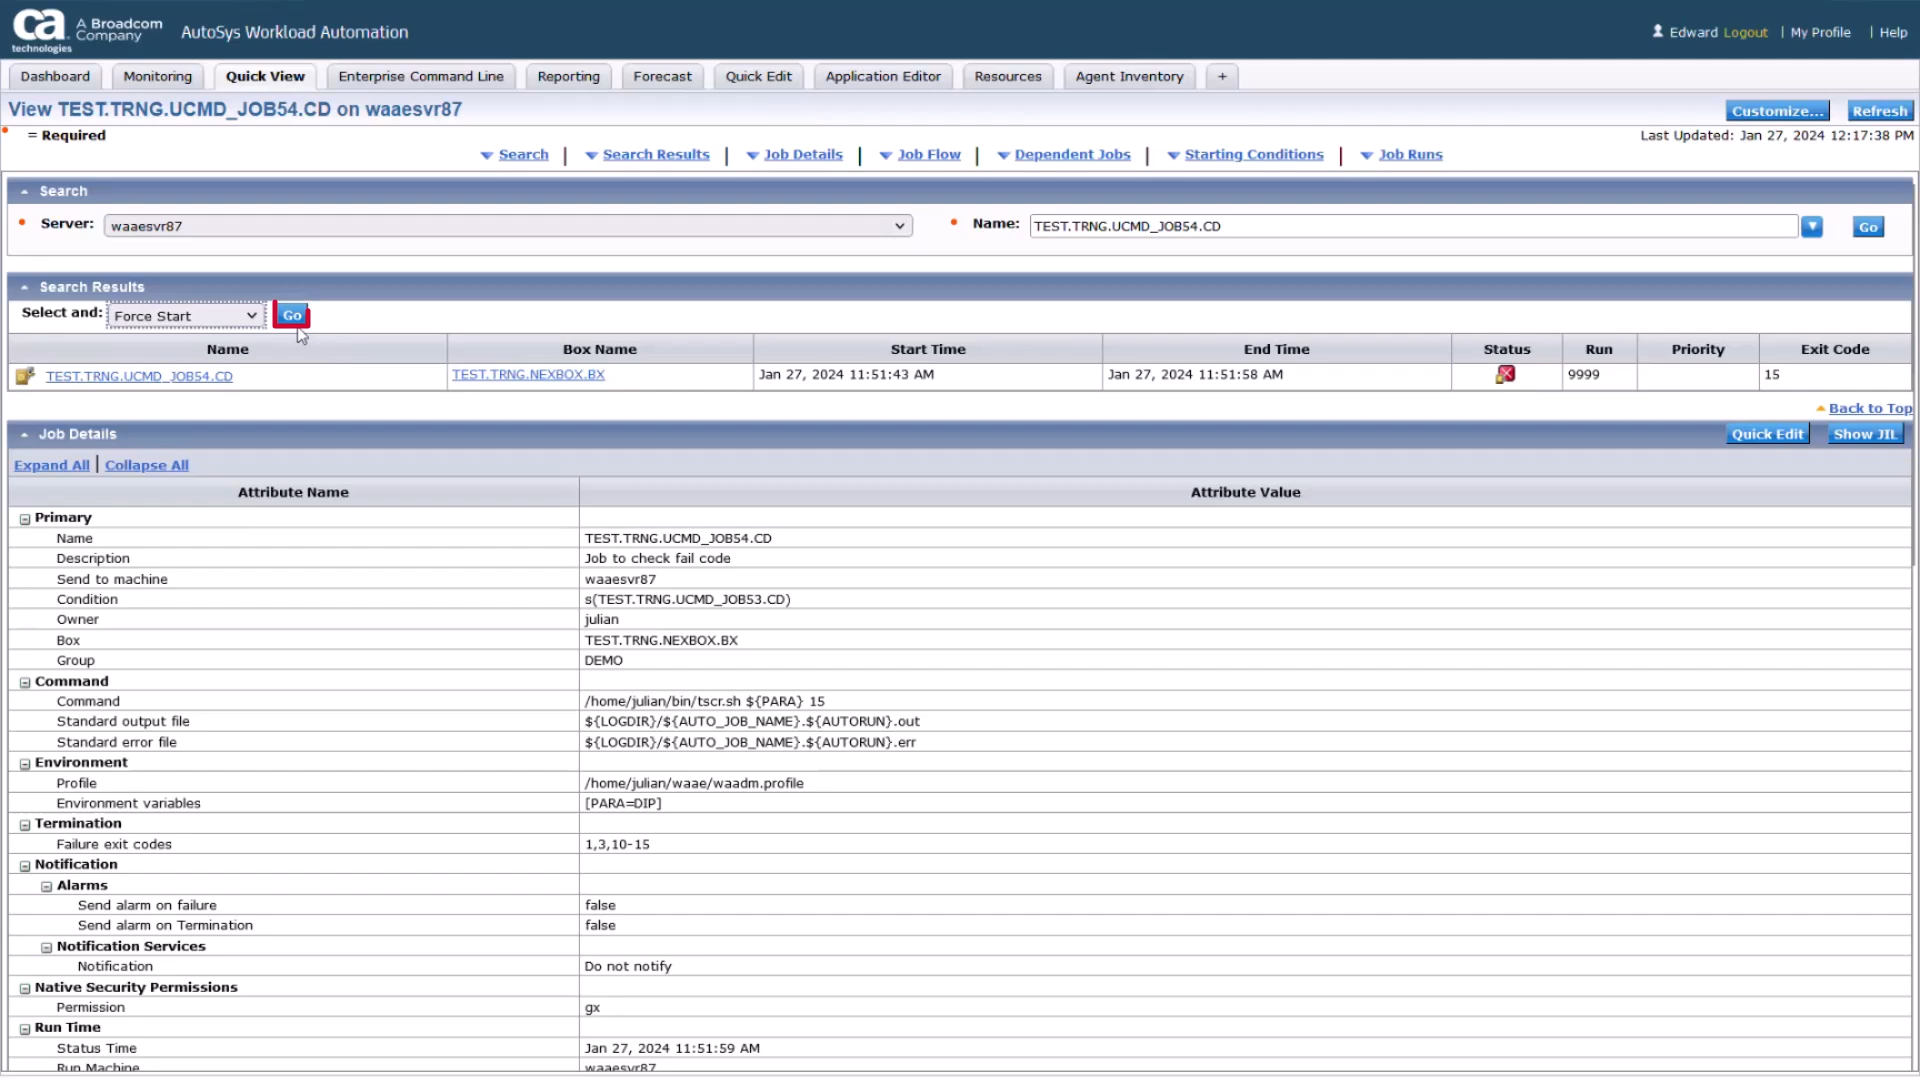 ca technologies A Broadcom Company AutoSys Workload Automation Edward Logout | My Profile | Help
Dashboard Monitoring Quick View Enterprise Command Line Reporting Forecast Quick Edit Application Editor Resources Agent Inventory +
View TEST.TRNG.UCMD_JOB54.CD on waaesvr87 Customize... Refresh
= Required Last Updated: Jan 27, 2024 12:17:38 PM
Search | Search Results | Job Details | Job Flow | Dependent Jobs | Starting Conditions | Job Runs
Search
Server: waaesvr87 Name: TEST.TRNG.UCMD_JOB54.CD Go
Search Results
Select and: Force Start Go
Name Box Name Start Time End Time Status Run Priority Exit Code
TEST.TRNG.UCMD_JOB54.CD TEST.TRNG.NEXBOX.BX Jan 27, 2024 11:51:43 AM Jan 27, 2024 11:51:58 AM 9999 15
Back to Top
Job Details Quick Edit Show JIL
Expand All | Collapse All
Attribute Name Attribute Value
Primary
Name TEST.TRNG.UCMD_JOB54.CD
Description Job to check fail code
Send to machine waaesvr87
Condition s(TEST.TRNG.UCMD_JOB53.CD)
Owner julian
Box TEST.TRNG.NEXBOX.BX
Group DEMO
Command
Command /home/julian/bin/tscr.sh ${PARA} 15
Standard output file ${LOGDIR}/${AUTO_JOB_NAME}.${AUTORUN}.out
Standard error file ${LOGDIR}/${AUTO_JOB_NAME}.${AUTORUN}.err
Environment
Profile /home/julian/waae/waadm.profile
Environment variables [PARA=DIP]
Termination
Failure exit codes 1,3,10-15
Notification
Alarms
Send alarm on failure false
Send alarm on Termination false
Notification Services
Notification Do not notify
Native Security Permissions
Permission gx
Run Time
Status Time Jan 27, 2024 11:51:59 AM
Run Machine waaesvr87